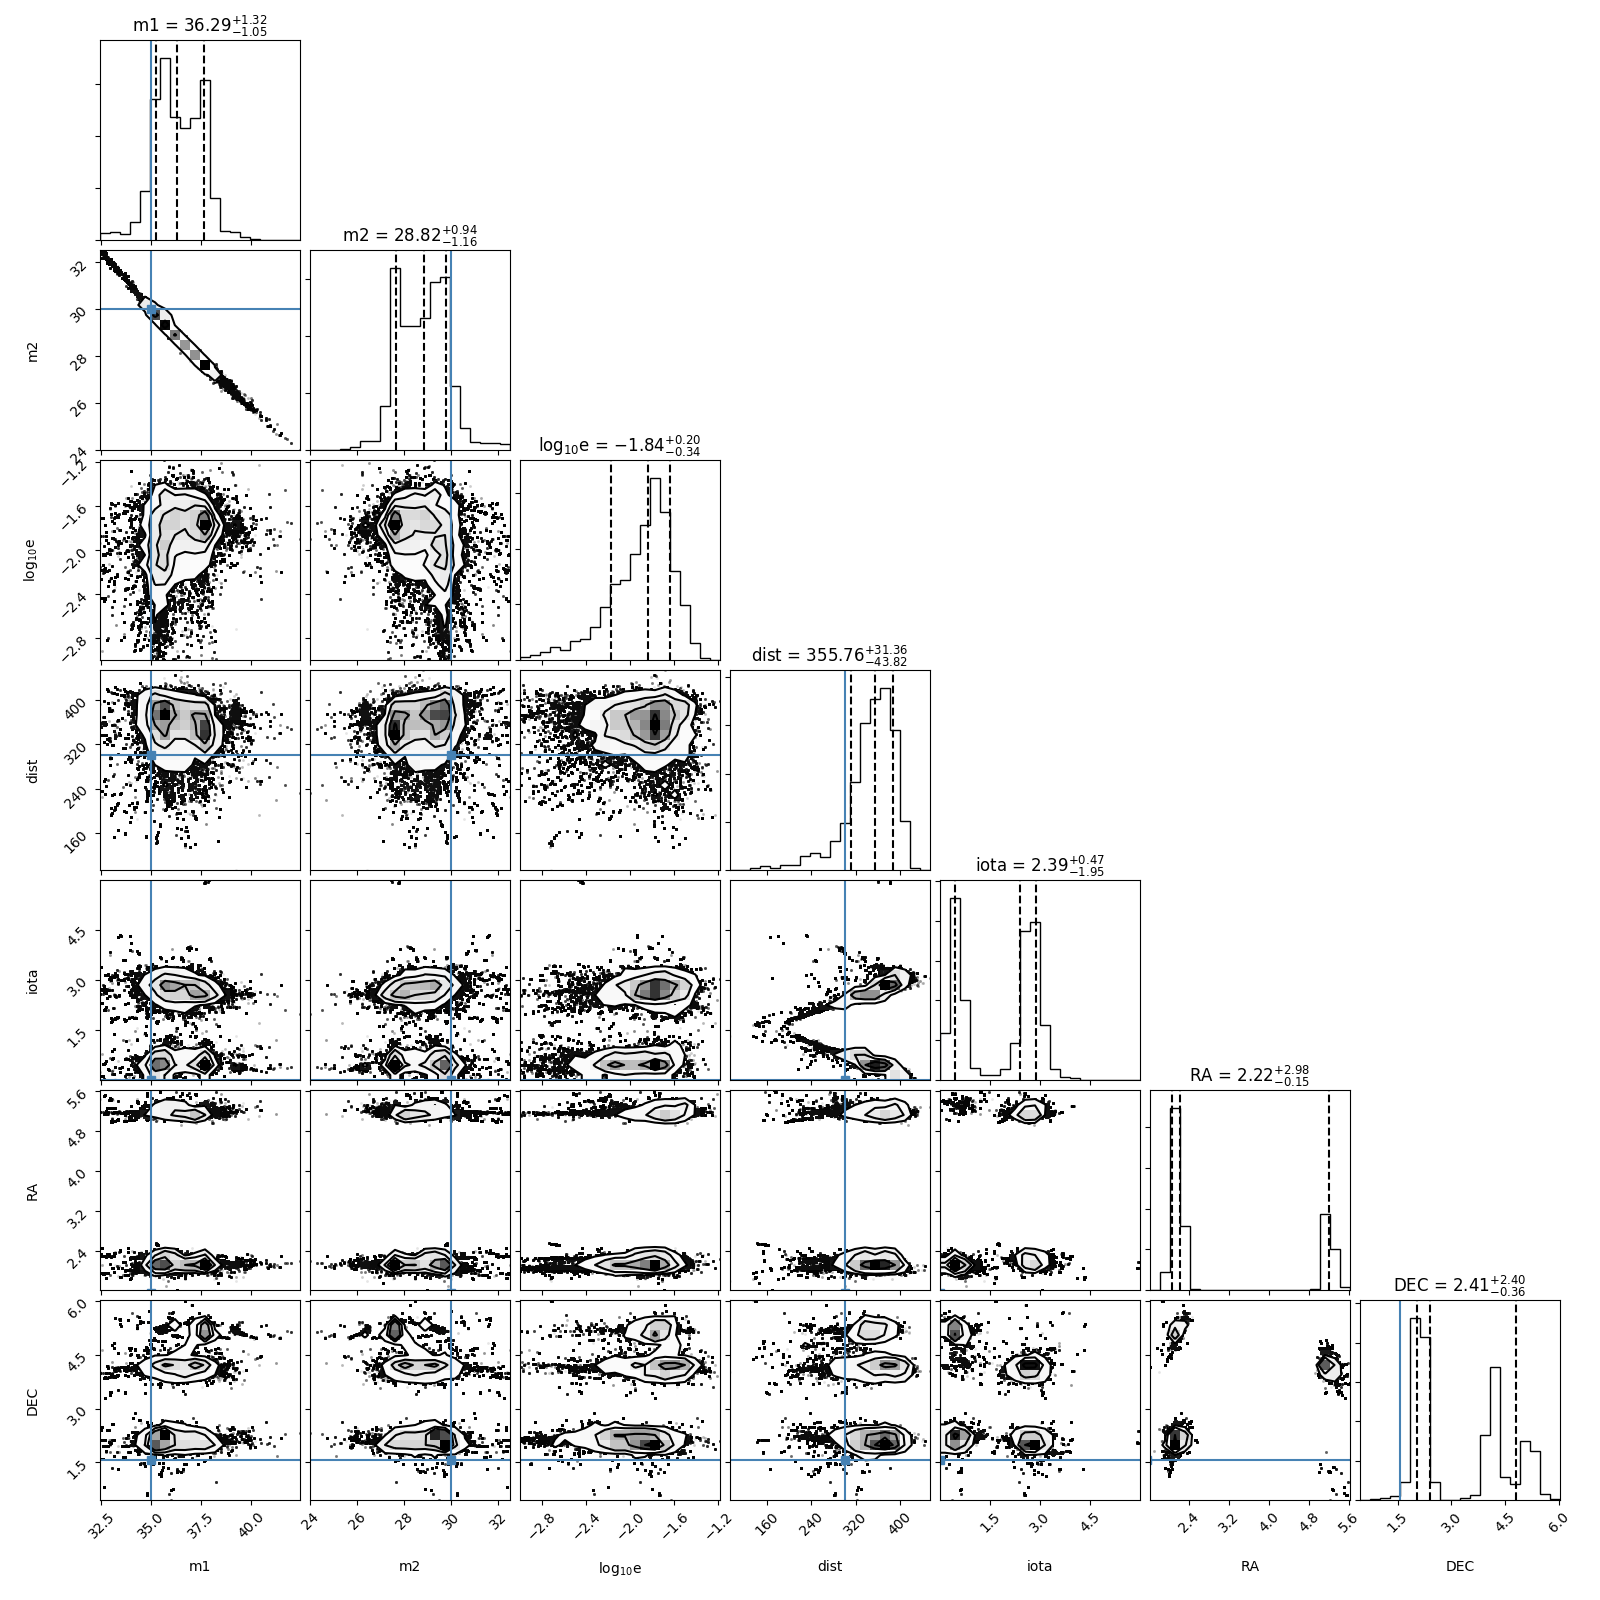 m1 = 36.29+1.32 −1.05
m2 = 28.82+0.94 −1.16
log10e = −1.84+0.20 −0.34
dist = 355.76+31.36 −43.82
iota = 2.39+0.47 −1.95
RA = 2.22+2.98 −0.15
DEC = 2.41+2.40 −0.36
m2
32
30
28
26
24
log10e
−1.2
−1.6
−2.0
−2.4
−2.8
dist
400
320
240
160
iota
4.5
3.0
1.5
RA
5.6
4.8
4.0
3.2
2.4
DEC
6.0
4.5
3.0
1.5
32.5 35.0 37.5 40.0
24 26 28 30 32
−2.8 −2.4 −2.0 −1.6 −1.2
160 240 320 400
1.5 3.0 4.5
2.4 3.2 4.0 4.8 5.6
1.5 3.0 4.5 6.0
m1 m2 log10e dist iota RA DEC